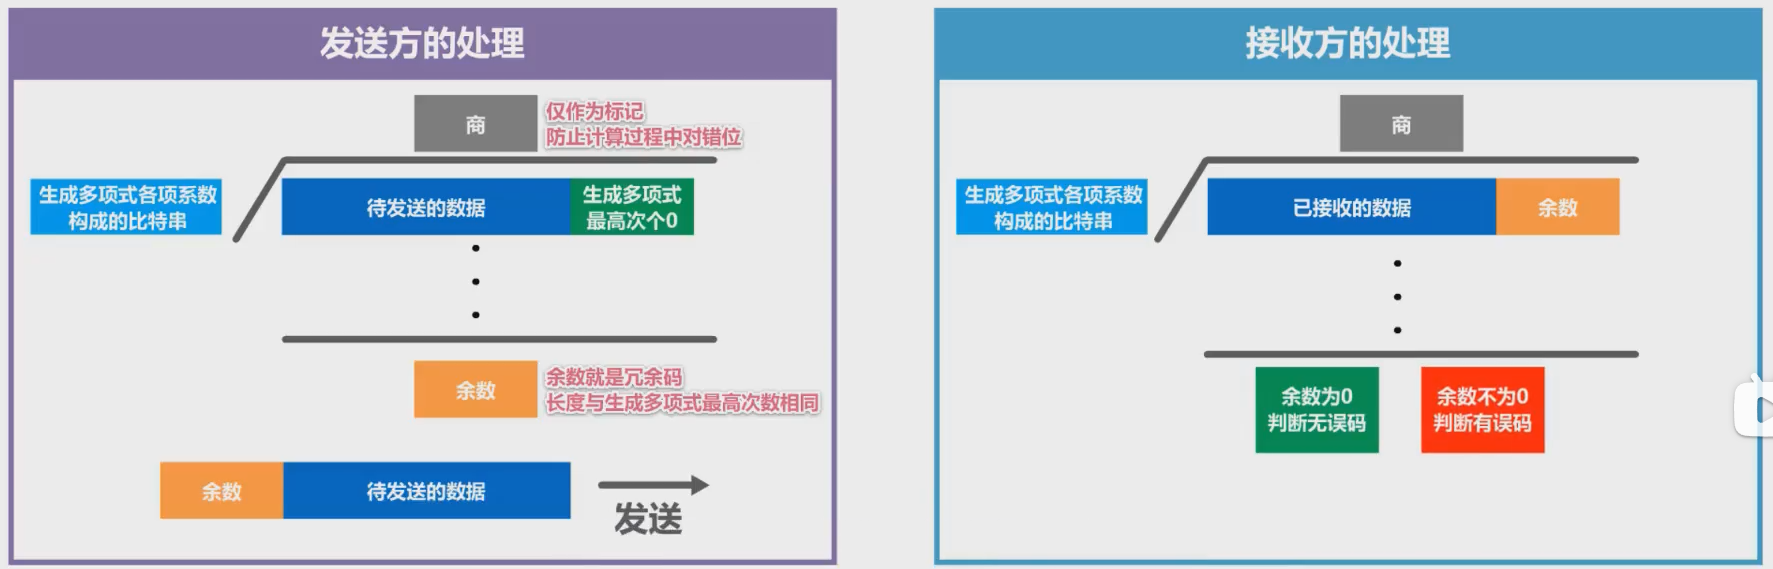 发送方的处理
商
仅作为标记
防止计算过程中对错位
生成多项式各项系数
构成的比特串
待发送的数据
生成多项式
最高次个0
余数
余数就是冗余码
长度与生成多项式最高次数相同
余数
待发送的数据
发送
接收方的处理
商
生成多项式各项系数
构成的比特串
已接收的数据
余数
余数为0
判断无误码
余数不为0
判断有误码